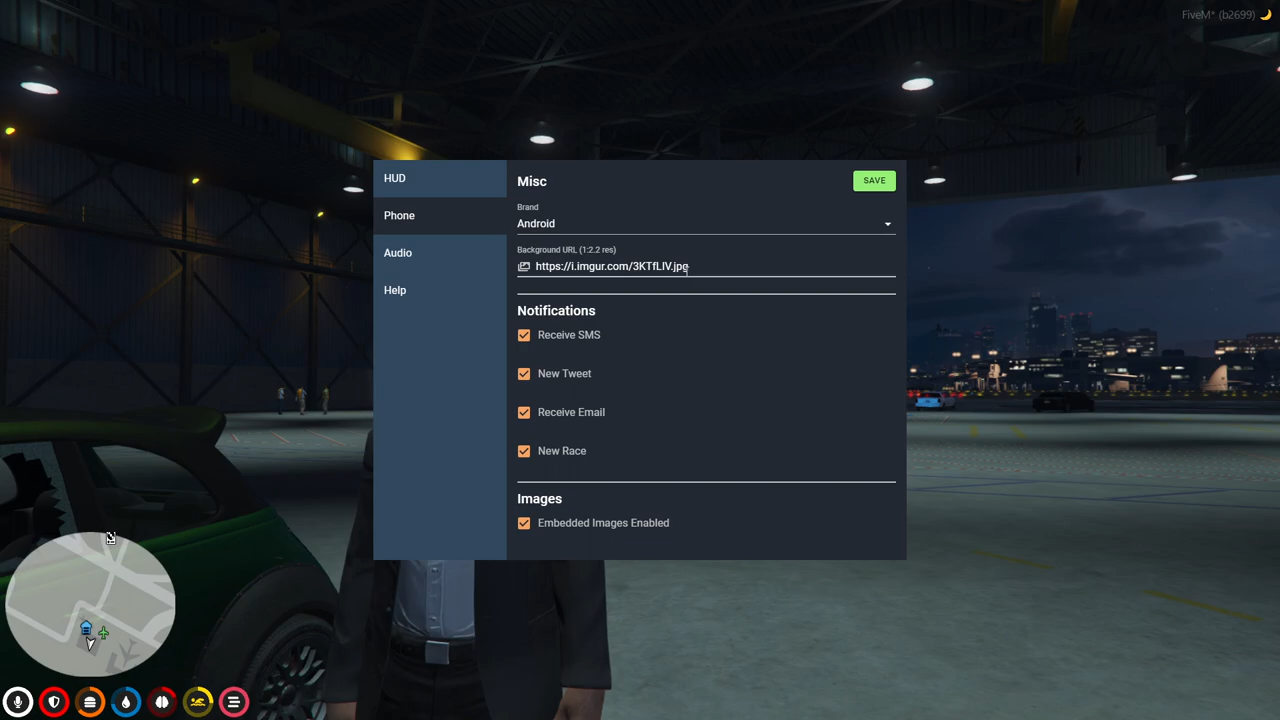 FiveM* (b2699)
HUD
Phone
Audio
Help
Misc
SAVE
Brand
Android
Background URL (1:2.2 res)
https://i.imgur.com/3KTfLIV.jpg
Notifications
Receive SMS
New Tweet
Receive Email
New Race
Images
Embedded Images Enabled